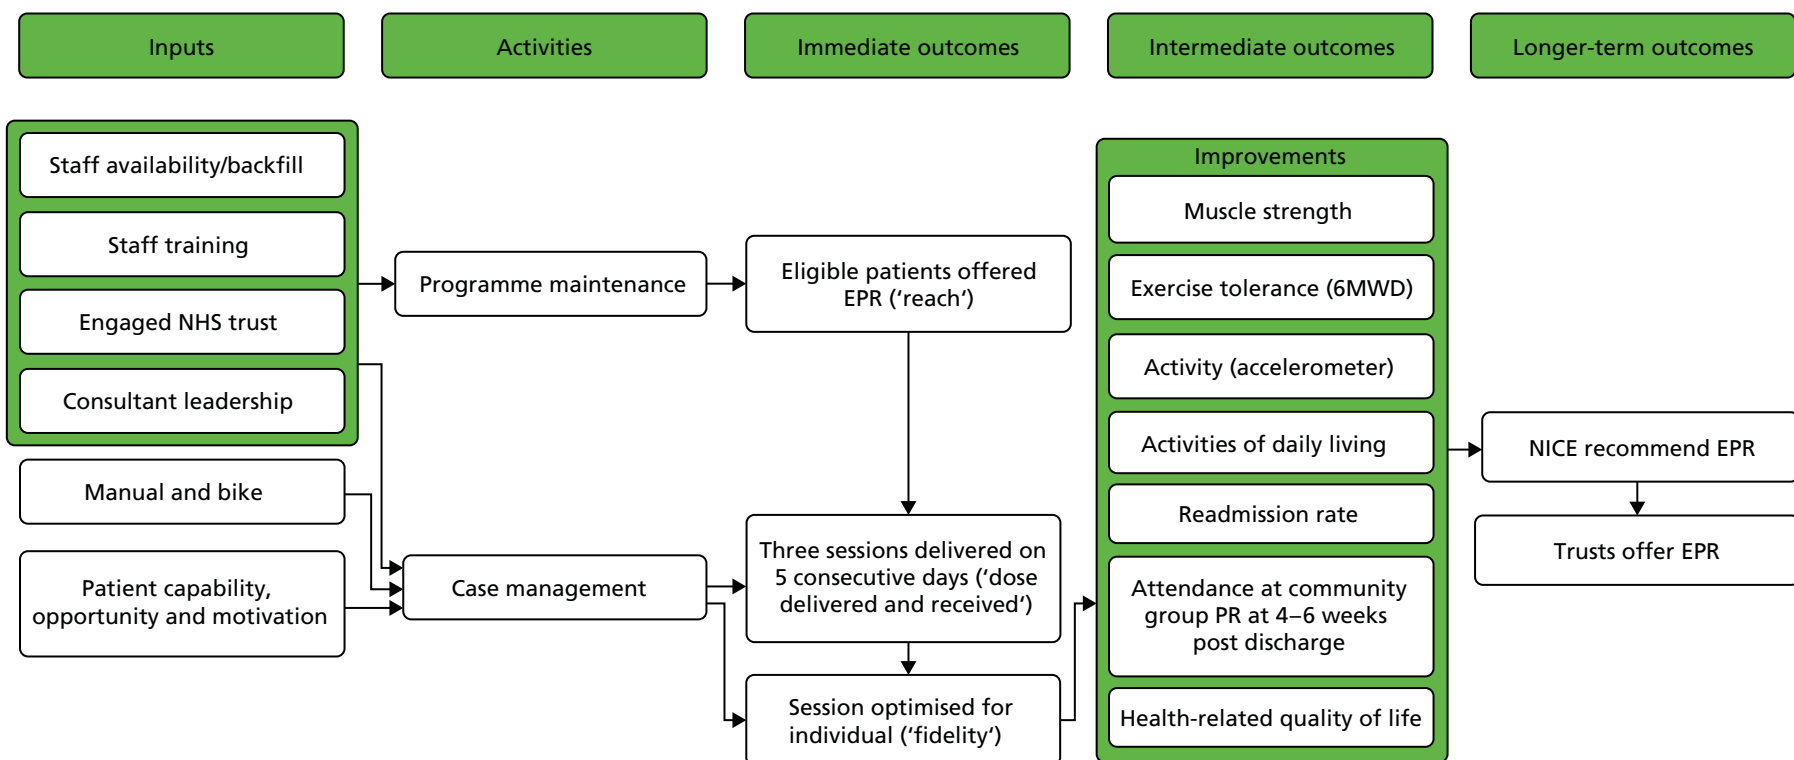 Inputs
Activities
Immediate outcomes
Intermediate outcomes
Longer-term outcomes
Staff availability/backfill
Staff training
Engaged NHS trust
Consultant leadership
Manual and bike
Patient capability,
opportunity and motivation
Programme maintenance
Case management
Eligible patients offered
EPR (‘reach‘)
Three sessions delivered on
5 consecutive days (‘dose
delivered and received‘)
Session optimised for
individual (‘fidelity‘)
Improvements
Muscle strength
Exercise tolerance (6MWD)
Activity (accelerometer)
Activities of daily living
Readmission rate
Attendance at community
group PR at 4–6 weeks
post discharge
Health-related quality of life
NICE recommend EPR
Trusts offer EPR